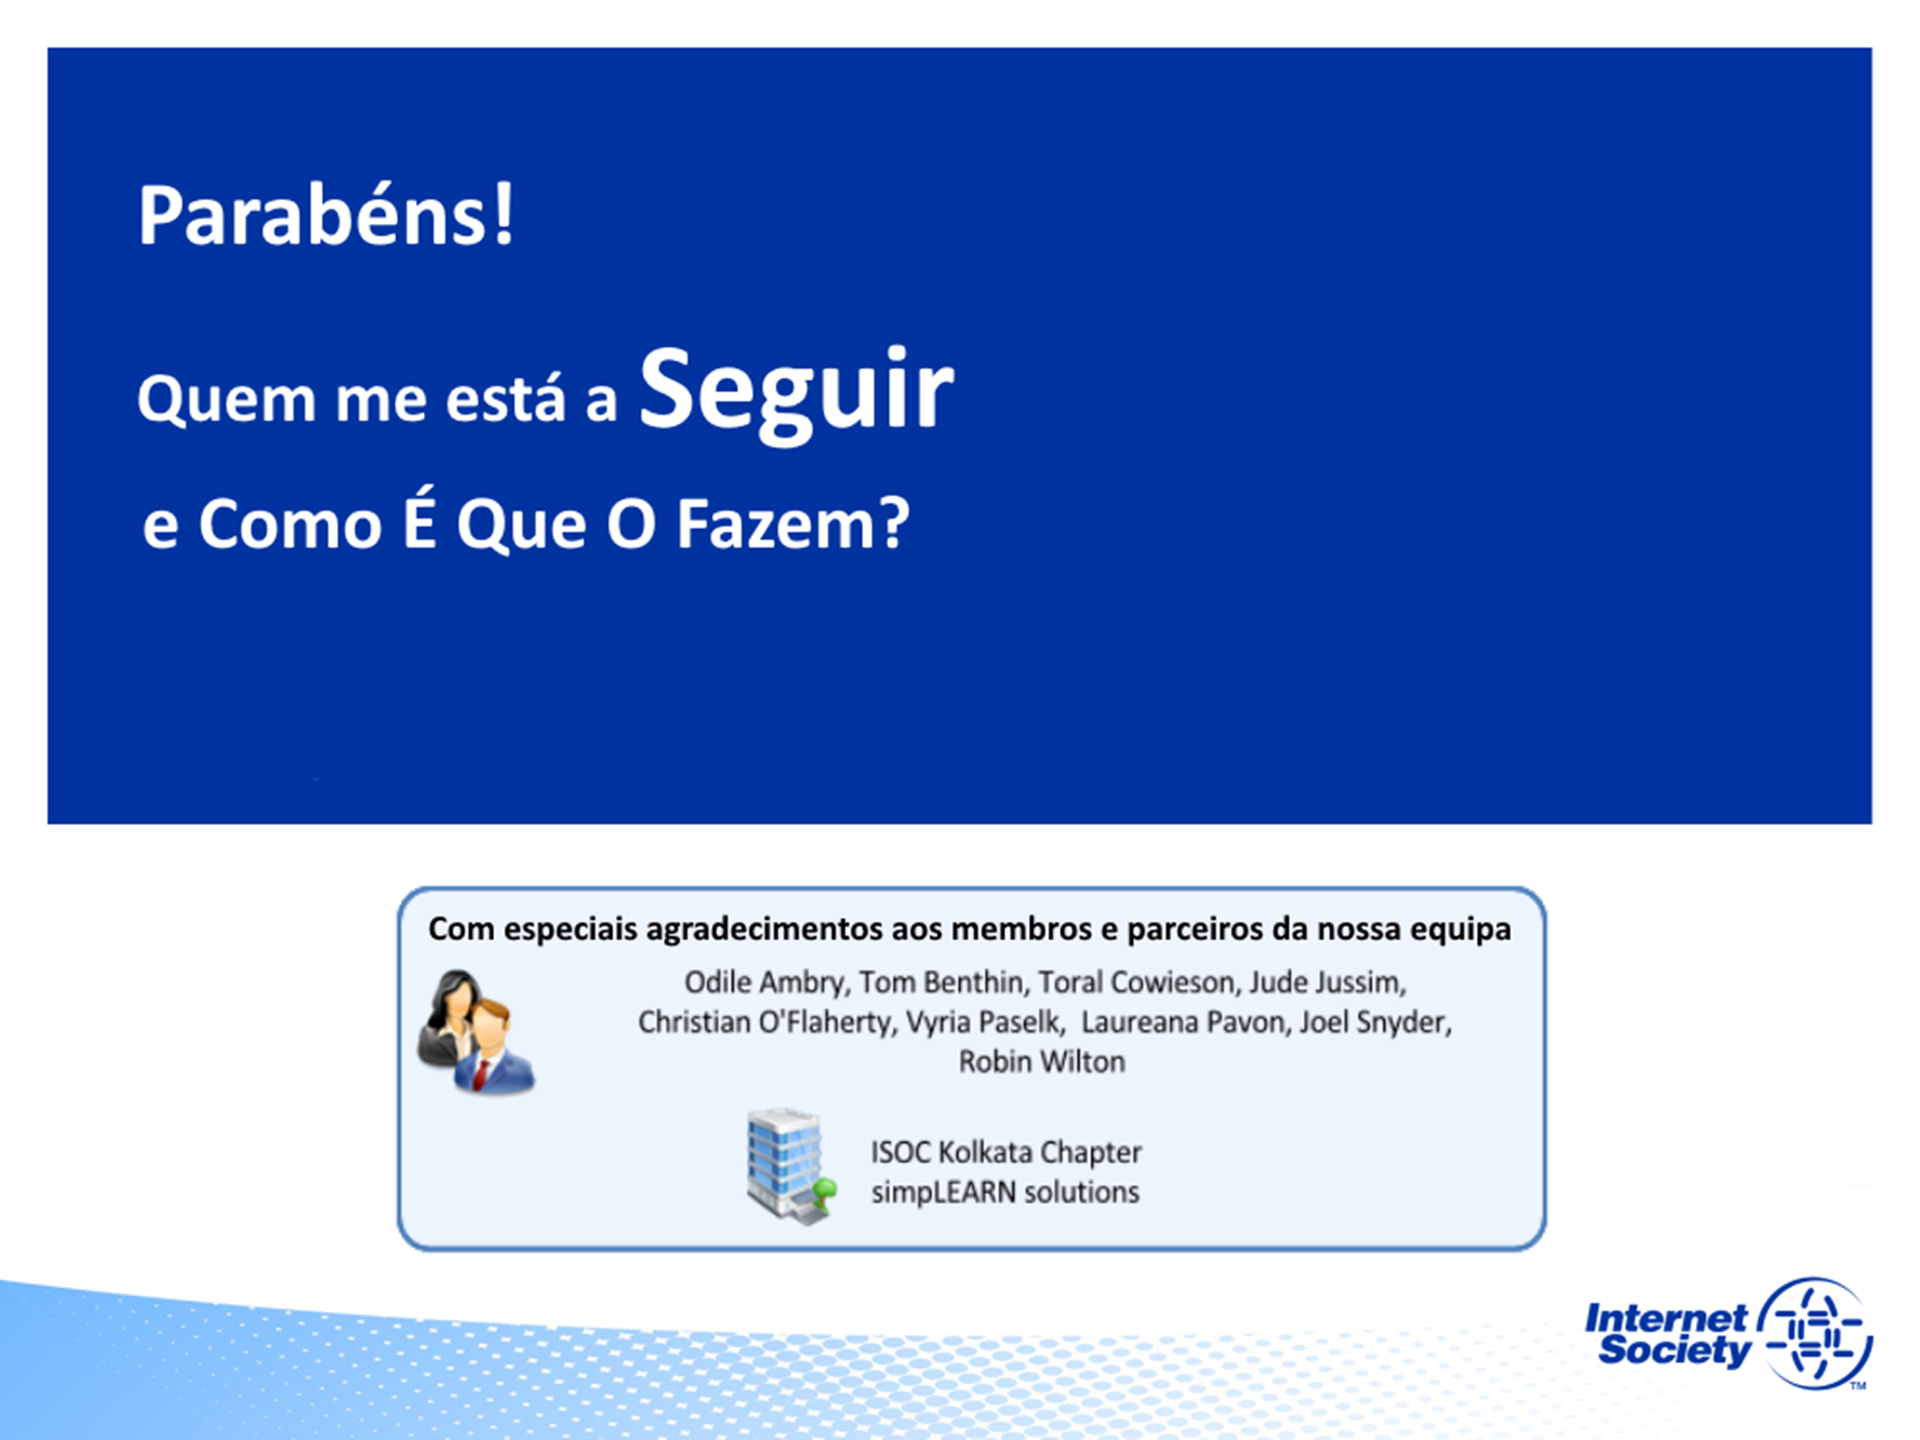 Parabéns!
Quem me está a Seguir
e Como É Que O Fazem?
Com especiais agradecimentos aos membros e parceiros da nossa equipa
Odile Ambry, Tom Benthin, Toral Cowieson, Jude Jussim,
Christian O'Flaherty, Vyria Paselk, Laureana Pavon, Joel Snyder,
Robin Wilton
ISOC Kolkata Chapter
simpLEARN solutions
Internet
Society
TM